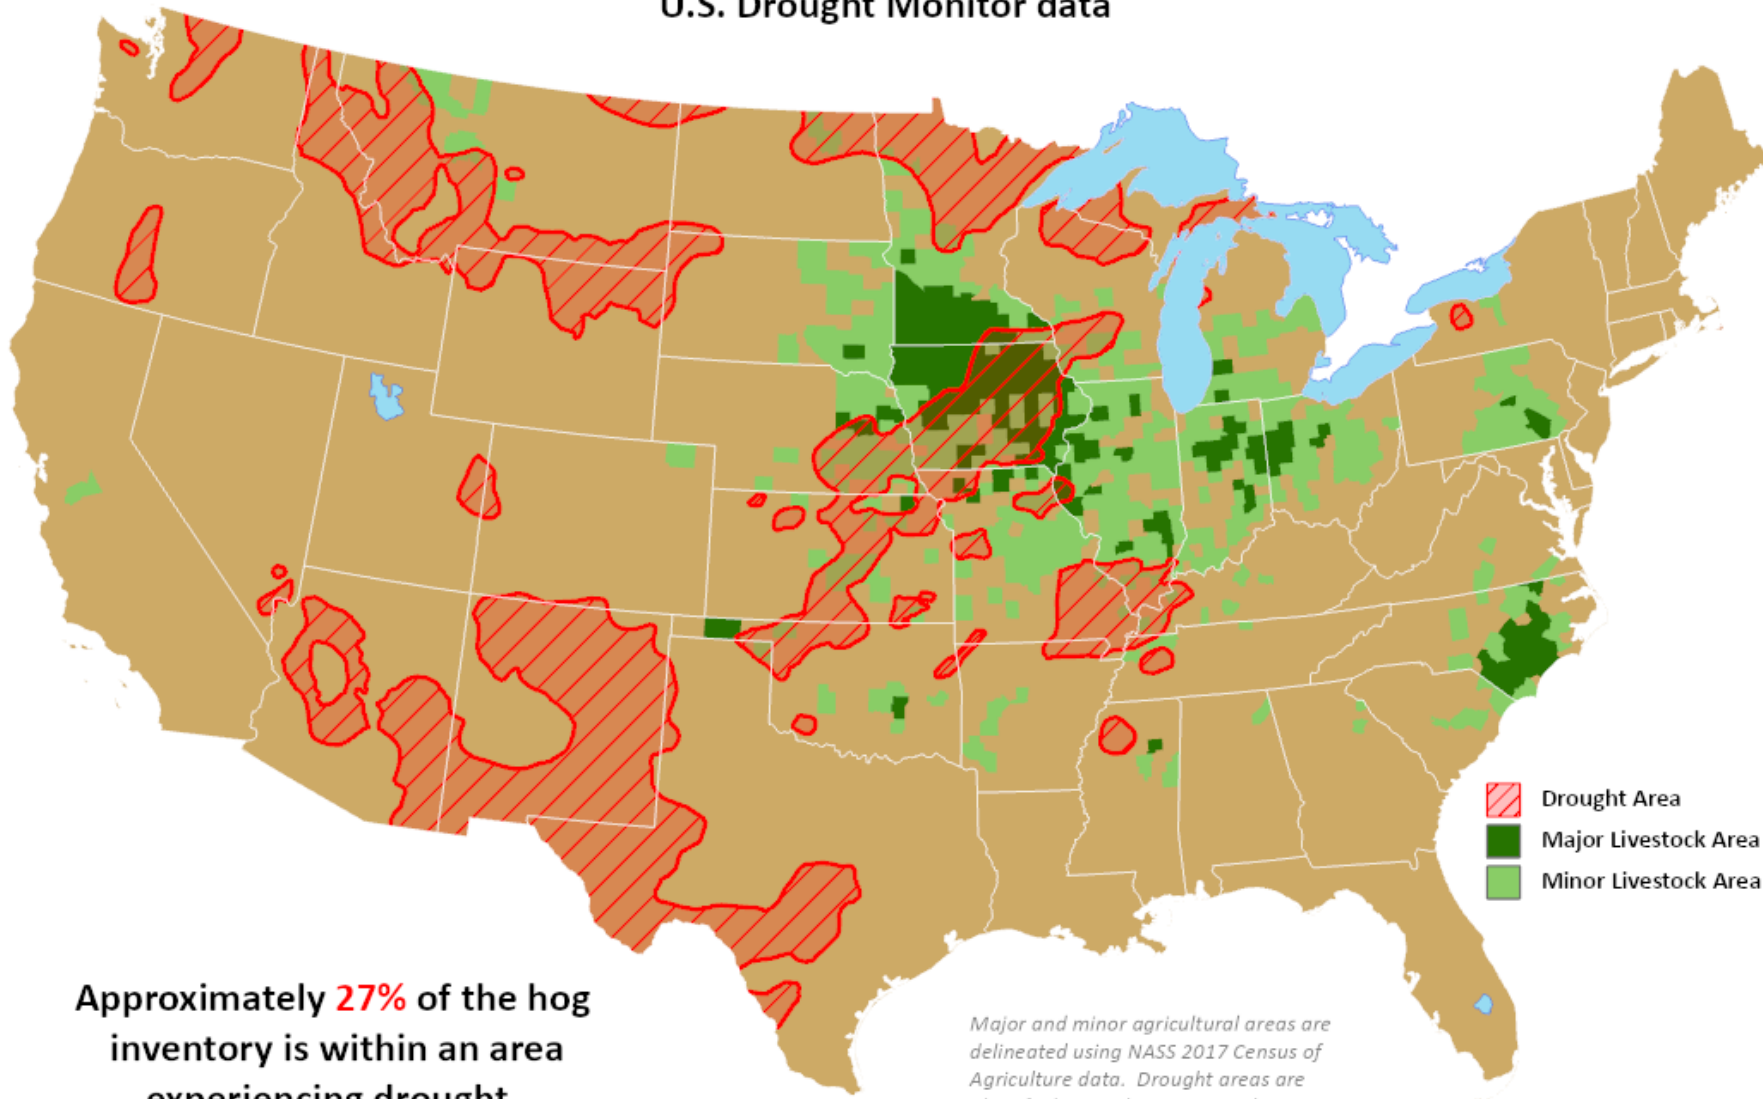 U.S. Drought Monitor data
Drought Area
Major Livestock Area
Minor Livestock Area
Approximately 27% of the hog
inventory is within an area
experiencing drought
Major and minor agricultural areas are
delineated using NASS 2017 Census of
Agriculture data. Drought areas are